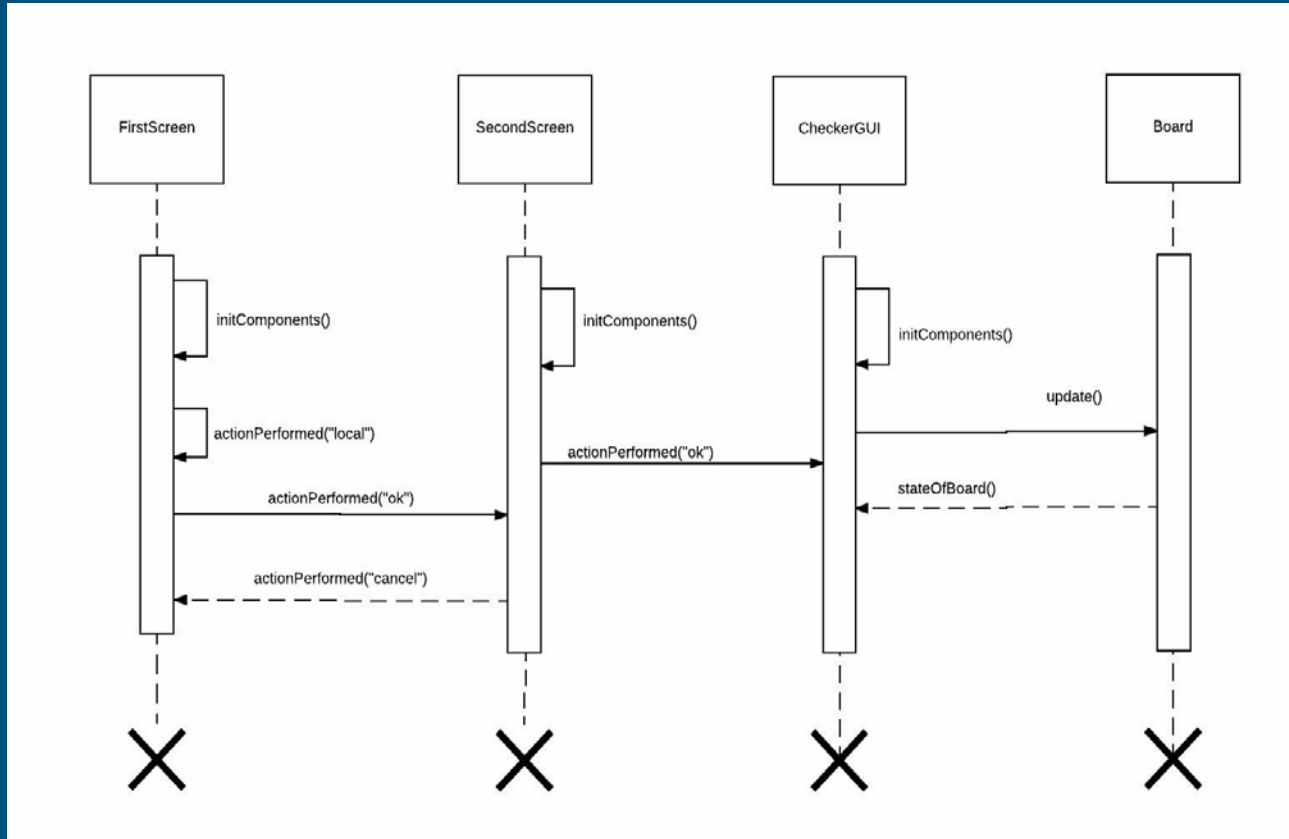 FirstScreen
SecondScreen
CheckerGUI
Board
initComponents()
initComponents()
initComponents()
update()
actionPerformed("local")
actionPerformed("ok")
stateOfBoard()
actionPerformed("ok")
actionPerformed("cancel")